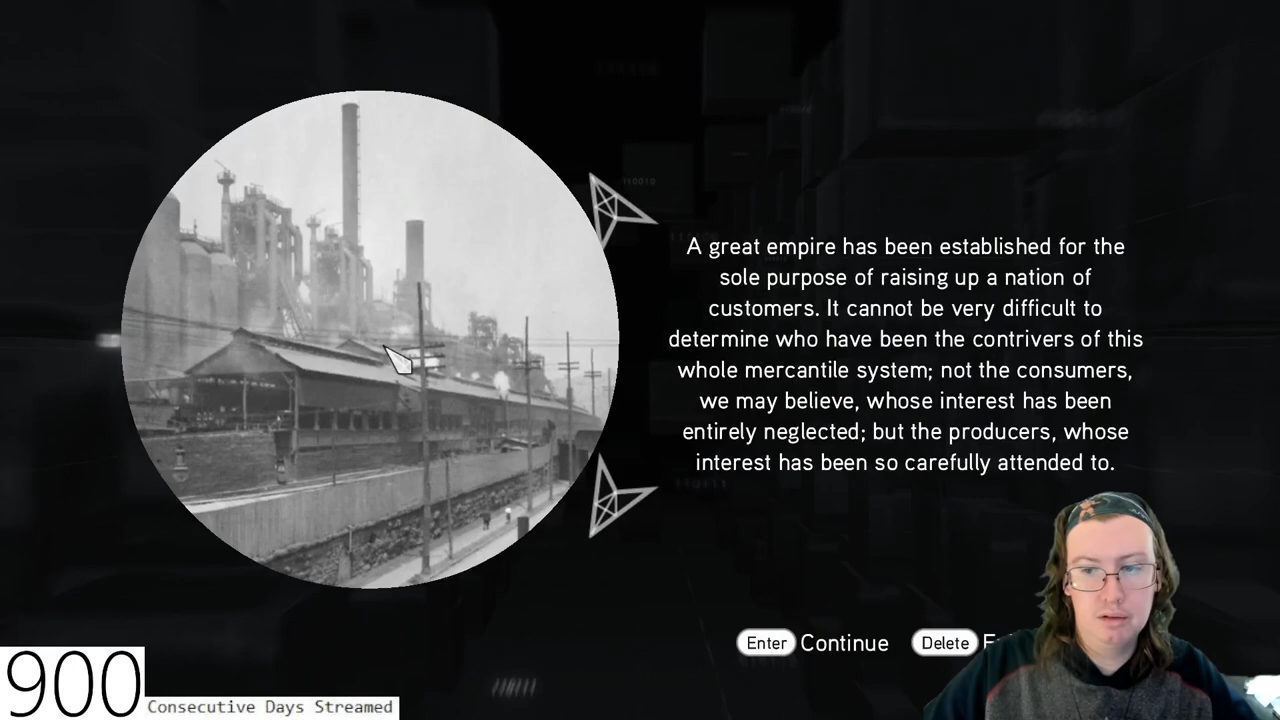 A great empire has been established for the
sole purpose of raising up a nation of
customers. It cannot be very difficult to
determine who have been the contrivers of this
whole mercantile system; not the consumers,
we may believe, whose interest has been
entirely neglected; but the producers, whose
interest has been so carefully attended to.
Enter Continue Delete
900 Consecutive Days Streamed